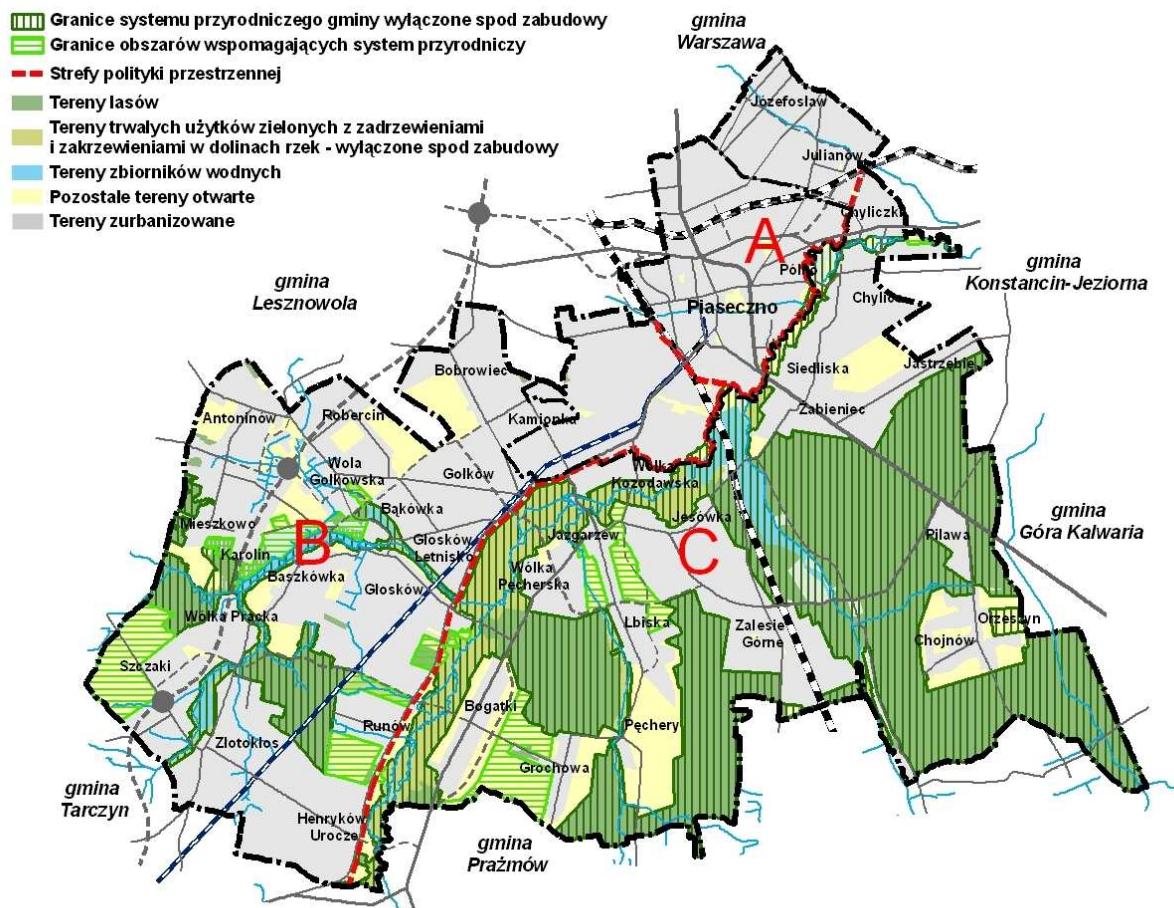 Granice systemu przyrodniczego gminy wyłączone spod zabudowy
Granice obszarów wspomagających system przyrodniczy
Strefy polityki przestrzennej
Tereny lasów
Tereny trwałych użytków zielonych z zadrzewieniami
i zakrzewieniami w dolinach rzek - wyłączone spod zabudowy
Tereny zbiorników wodnych
Pozostałe tereny otwarte
Tereny zurbanizowane
gmina
Warszawa
Józefosław
Julianów
Chyliczki
A
gmina
Lesznowola
Pólko
gmina
Konstancin-Jeziorna
Chylice
Piaseczno
Siedliska
Jastrzębie
Bobrowiec
Żabieniec
Antoninów
Robercin
Kamionka
Wola
Gołkowska
Gołków
Wólka
Kozodawska
Mieszkowo
Bąkówka
Jesówka
gmina
Góra Kalwaria
B
Karolin
Głosków
Letnisko
Jazgarzew
C
Pilawa
Baszkówka
Wólka
Pęcherska
Głosków
Wólka Pracka
Łbiska
Zalesie
Górne
Orzeszyn
Chojnów
Szczaki
Runów
Bogatki
Pęchery
Złotokłos
Grochowa
gmina
Tarczyn
Henryków
Urocze
gmina
Prażmów